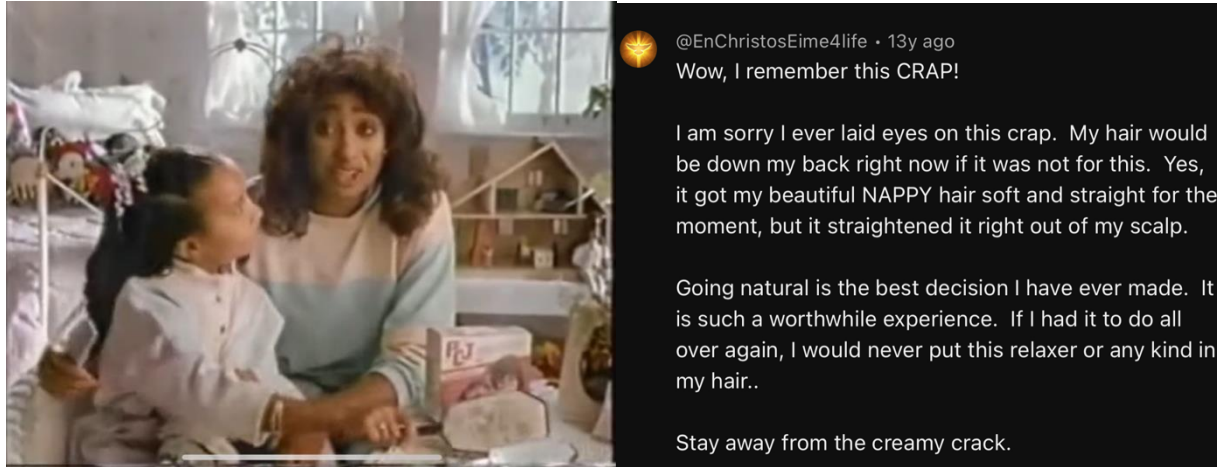 PCJ
@EnChristosEime4life • 13y ago
Wow, I remember this CRAP!
I am sorry I ever laid eyes on this crap.  My hair would
be down my back right now if it was not for this.  Yes,
it got my beautiful NAPPY hair soft and straight for the
moment, but it straightened it right out of my scalp.
Going natural is the best decision I have ever made.  It
is such a worthwhile experience.  If I had it to do all
over again, I would never put this relaxer or any kind in
my hair..
Stay away from the creamy crack.